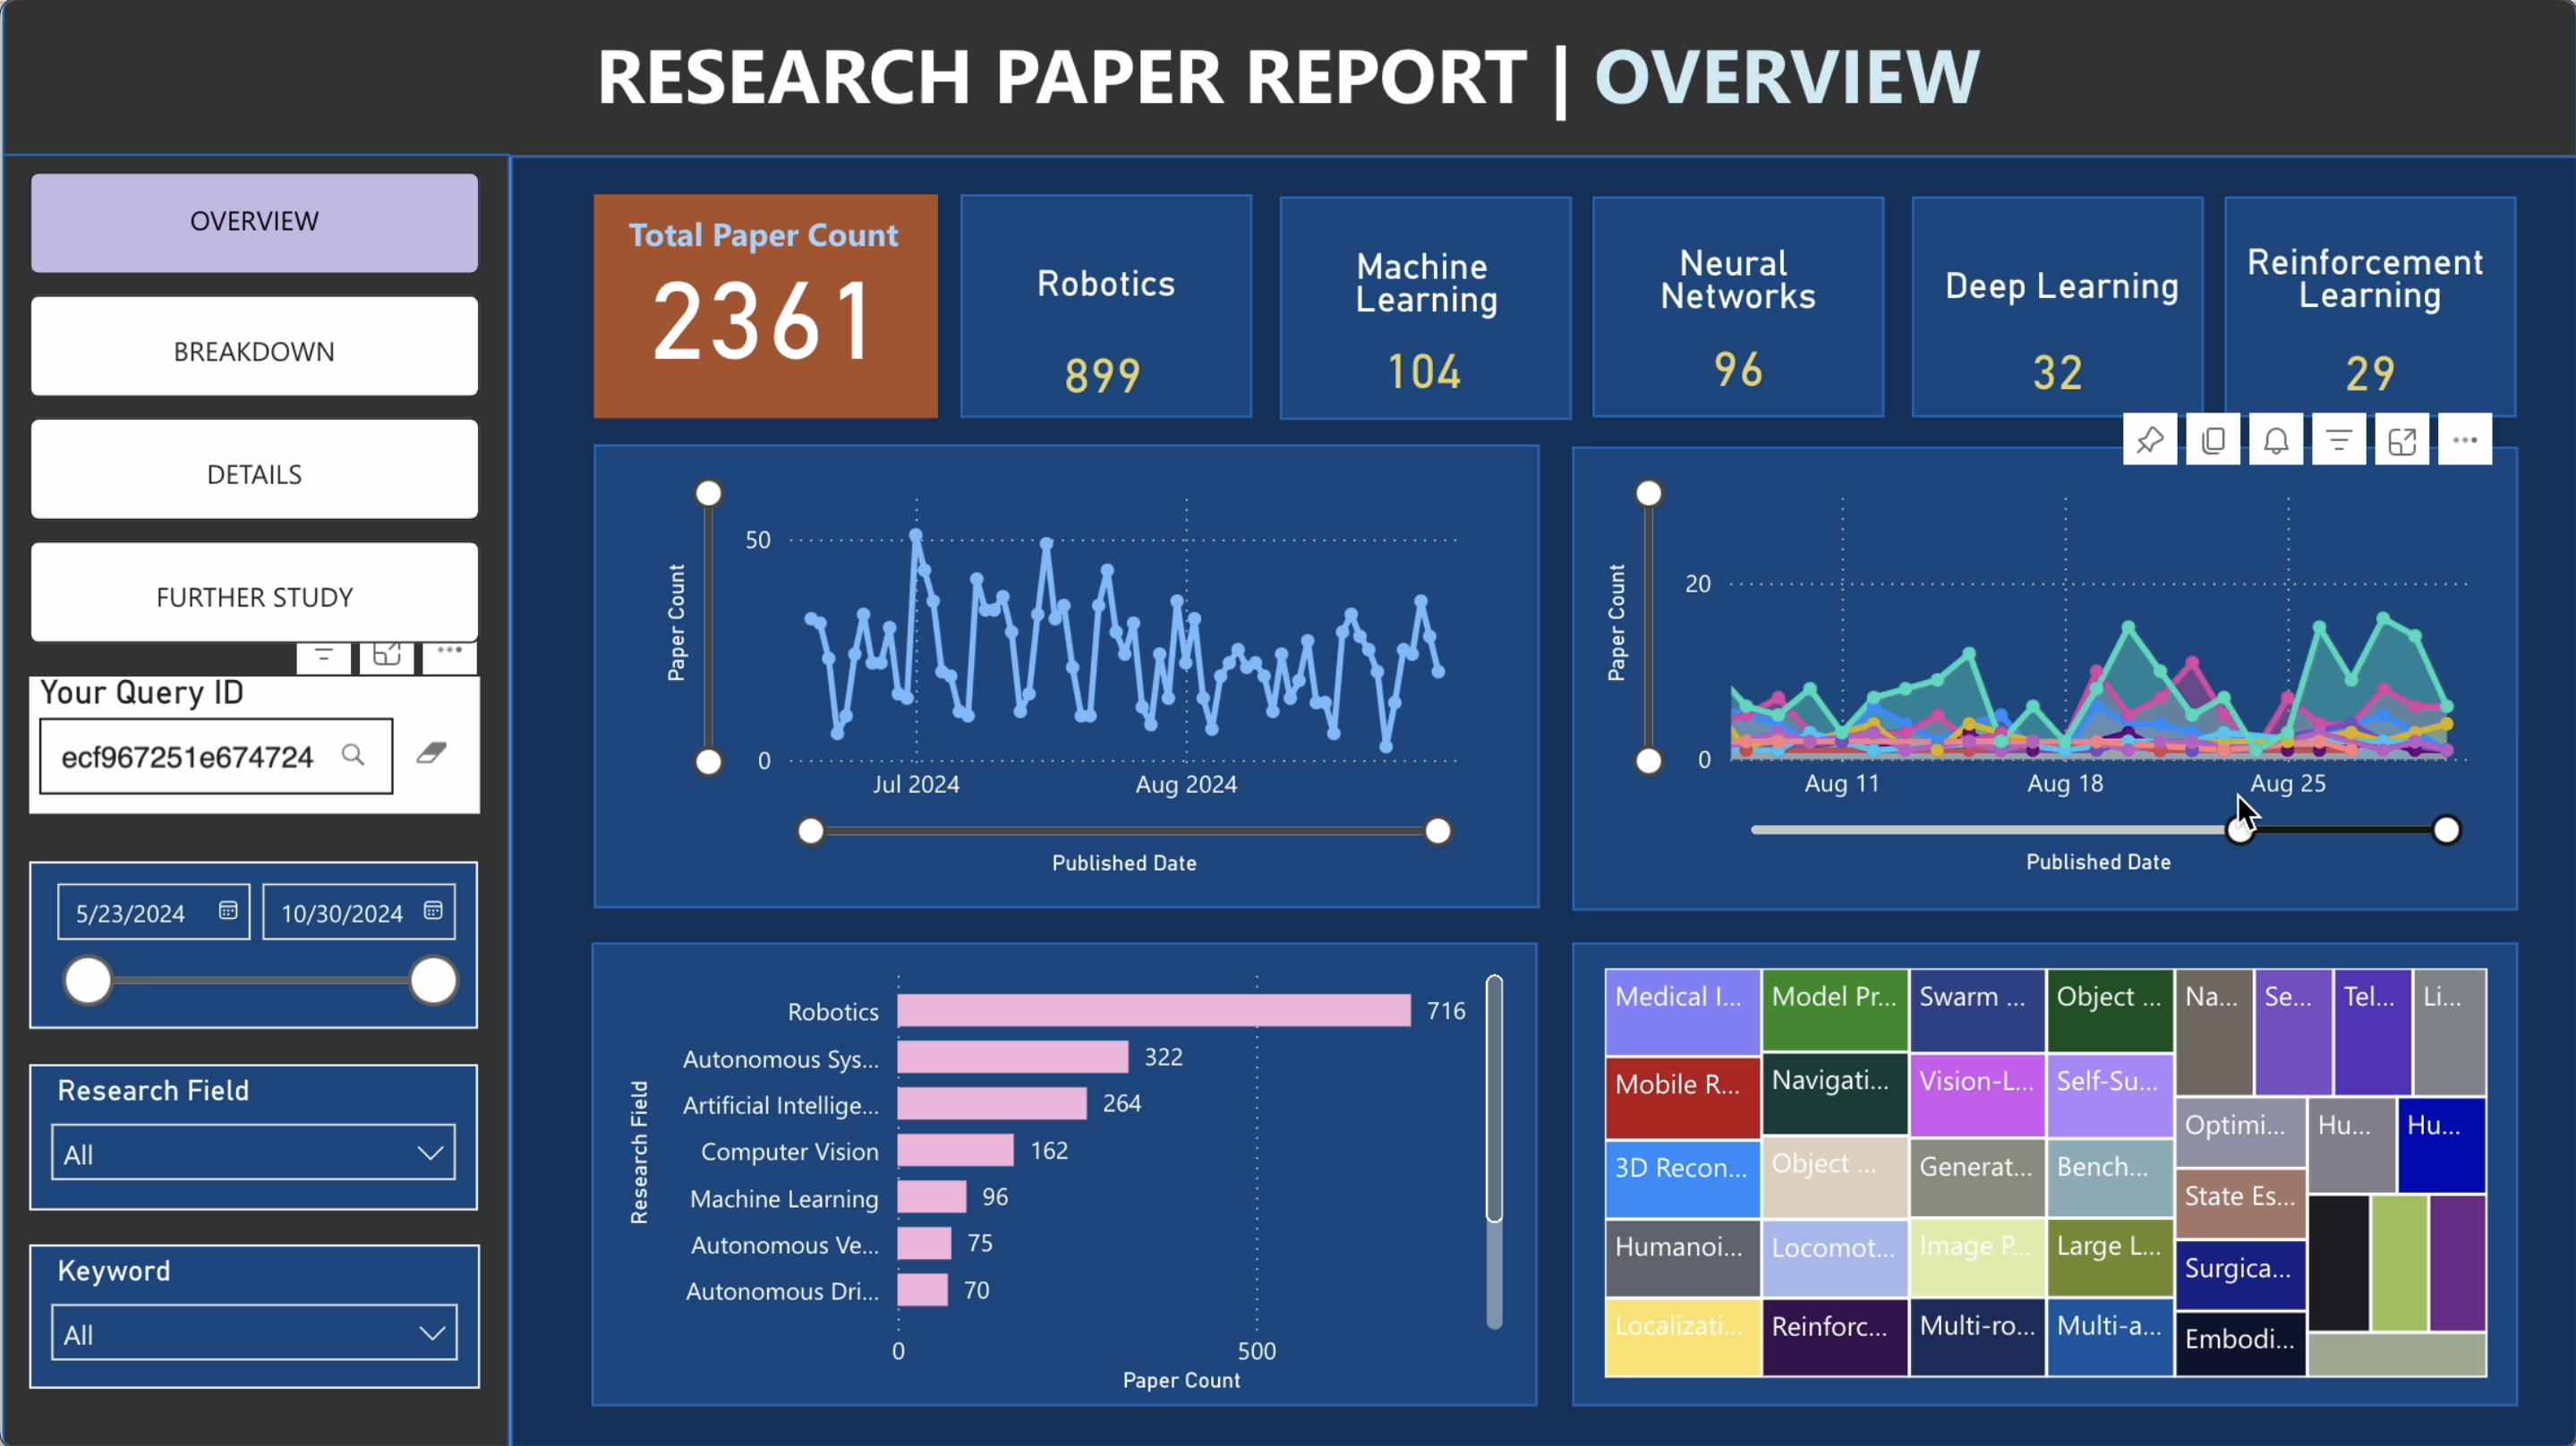 RESEARCH PAPER REPORT | OVERVIEW
OVERVIEW
BREAKDOWN
DETAILS
FURTHER STUDY
Your Query ID
ecf967251e674724
5/23/2024
10/30/2024
Research Field
All
Keyword
All
Total Paper Count
2361
Robotics
899
Machine
Learning
104
Neural
Networks
96
Deep Learning
32
Reinforcement
Learning
29
Paper Count
50
0
Jul 2024
Aug 2024
Published Date
Paper Count
20
0
Aug 11
Aug 18
Aug 25
Published Date
Research Field
Robotics
716
Autonomous Sys...
322
Artificial Intellige...
264
Computer Vision
162
Machine Learning
96
Autonomous Ve...
75
Autonomous Dri...
70
0
500
Paper Count
Medical I...
Mobile R...
3D Recon...
Humanoi...
Localizati...
Model Pr...
Navigati...
Object ...
Locomot...
Reinforc...
Swarm ...
Vision-L...
Generat...
Image P...
Multi-ro...
Object ...
Self-Su...
Bench...
Large L...
Multi-a...
Na...
Se...
Tel...
Li...
Optimi...
State Es...
Surgica...
Embodi...
Hu...
Hu...